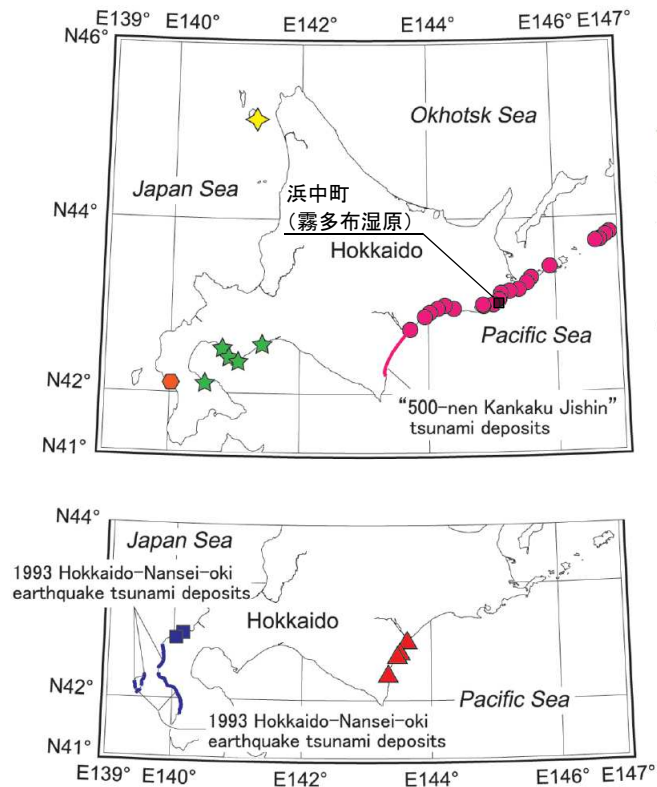 E139° E140° E142° E144° E146° E147°
N46°
Okhotsk Sea
Japan Sea
浜中町
（霧多布湿原）
N44°
Hokkaido
Pacific Sea
N42°
“500-nen Kankaku Jishin”
tsunami deposits
N41°
N44°
Japan Sea
1993 Hokkaido-Nansei-oki
earthquake tsunami deposits
Hokkaido
N42°
Pacific Sea
1993 Hokkaido-Nansei-oki
earthquake tsunami deposits
N41°
E139° E140° E142° E144° E146° E147°